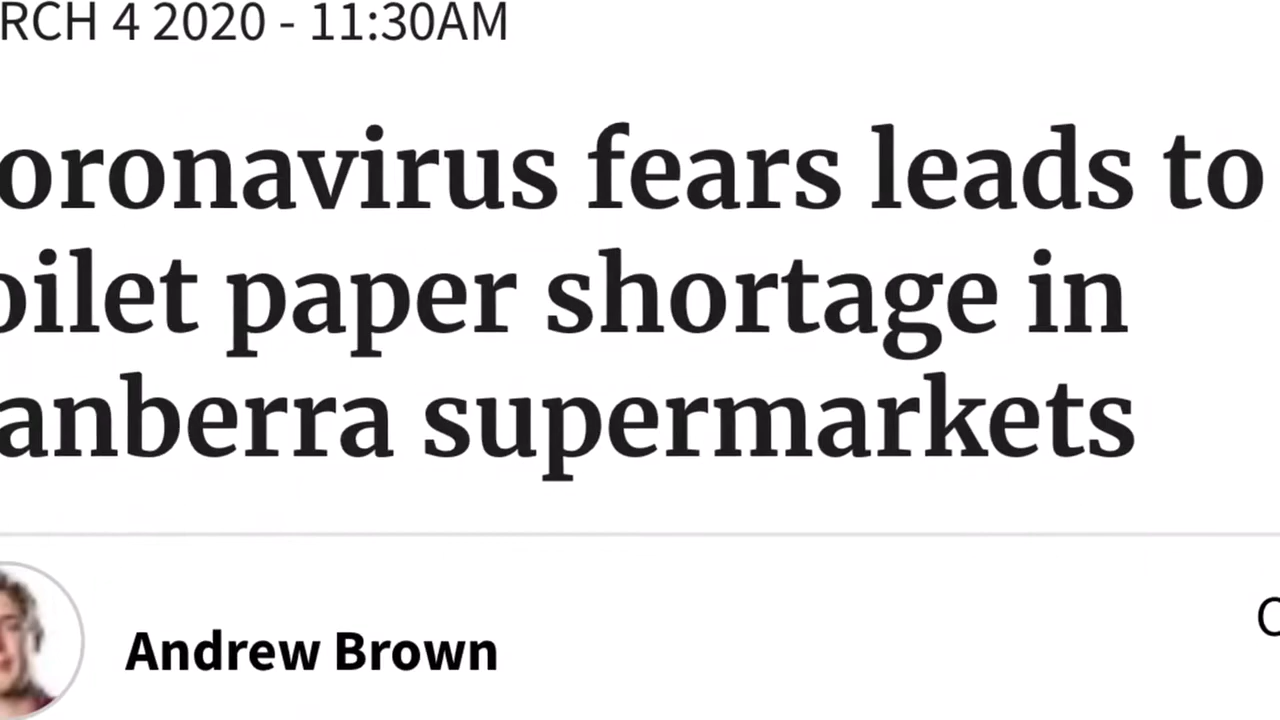 RCH 4 2020 - 11:30AM
oronavirus fears leads to
oilet paper shortage in
anberra supermarkets
Andrew Brown